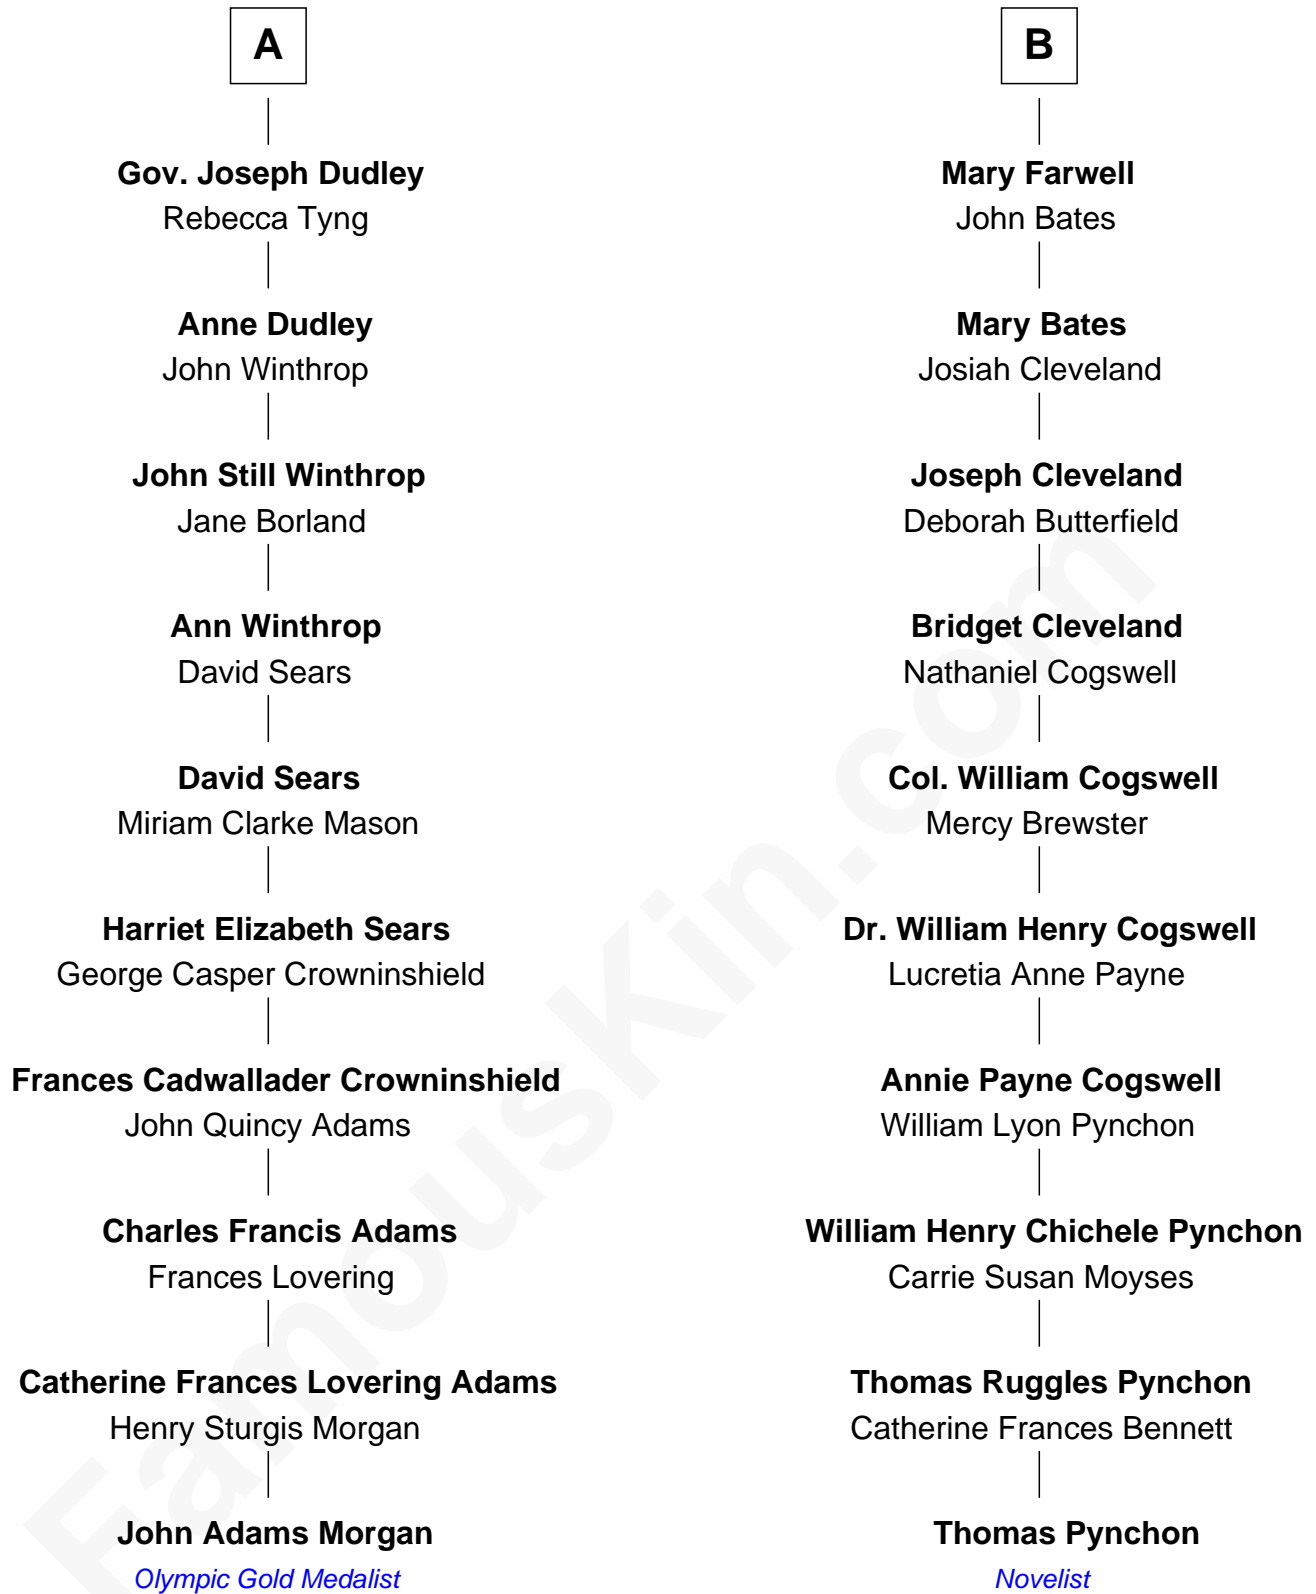 A
Gov. Joseph Dudley
Rebecca Tyng
Anne Dudley
John Winthrop
John Still Winthrop
Jane Borland
Ann Winthrop
David Sears
David Sears
Miriam Clarke Mason
Harriet Elizabeth Sears
George Casper Crowninshield
Frances Cadwallader Crowninshield
John Quincy Adams
Charles Francis Adams
Frances Lovering
Catherine Frances Lovering Adams
Henry Sturgis Morgan
John Adams Morgan
Olympic Gold Medalist
B
Mary Farwell
John Bates
Mary Bates
Josiah Cleveland
Joseph Cleveland
Deborah Butterfield
Bridget Cleveland
Nathaniel Cogswell
Col. William Cogswell
Mercy Brewster
Dr. William Henry Cogswell
Lucretia Anne Payne
Annie Payne Cogswell
William Lyon Pynchon
William Henry Chichele Pynchon
Carrie Susan Moyses
Thomas Ruggles Pynchon
Catherine Frances Bennett
Thomas Pynchon
Novelist
FamousKin.com